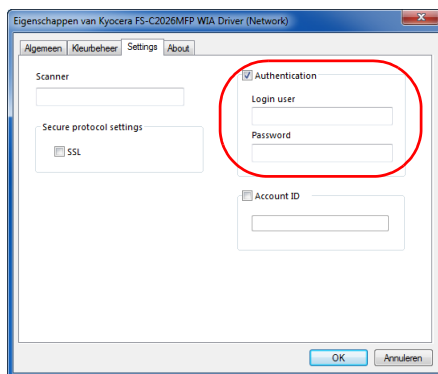 Eigenschappen van Kyocera FS-C2026MFP WIA Driver (Network)
Algemeen Kleurbeheer Settings About
Scanner
Secure protocol settings
SSL
Authentication
Login user
Password
Account ID
OK Annuleren